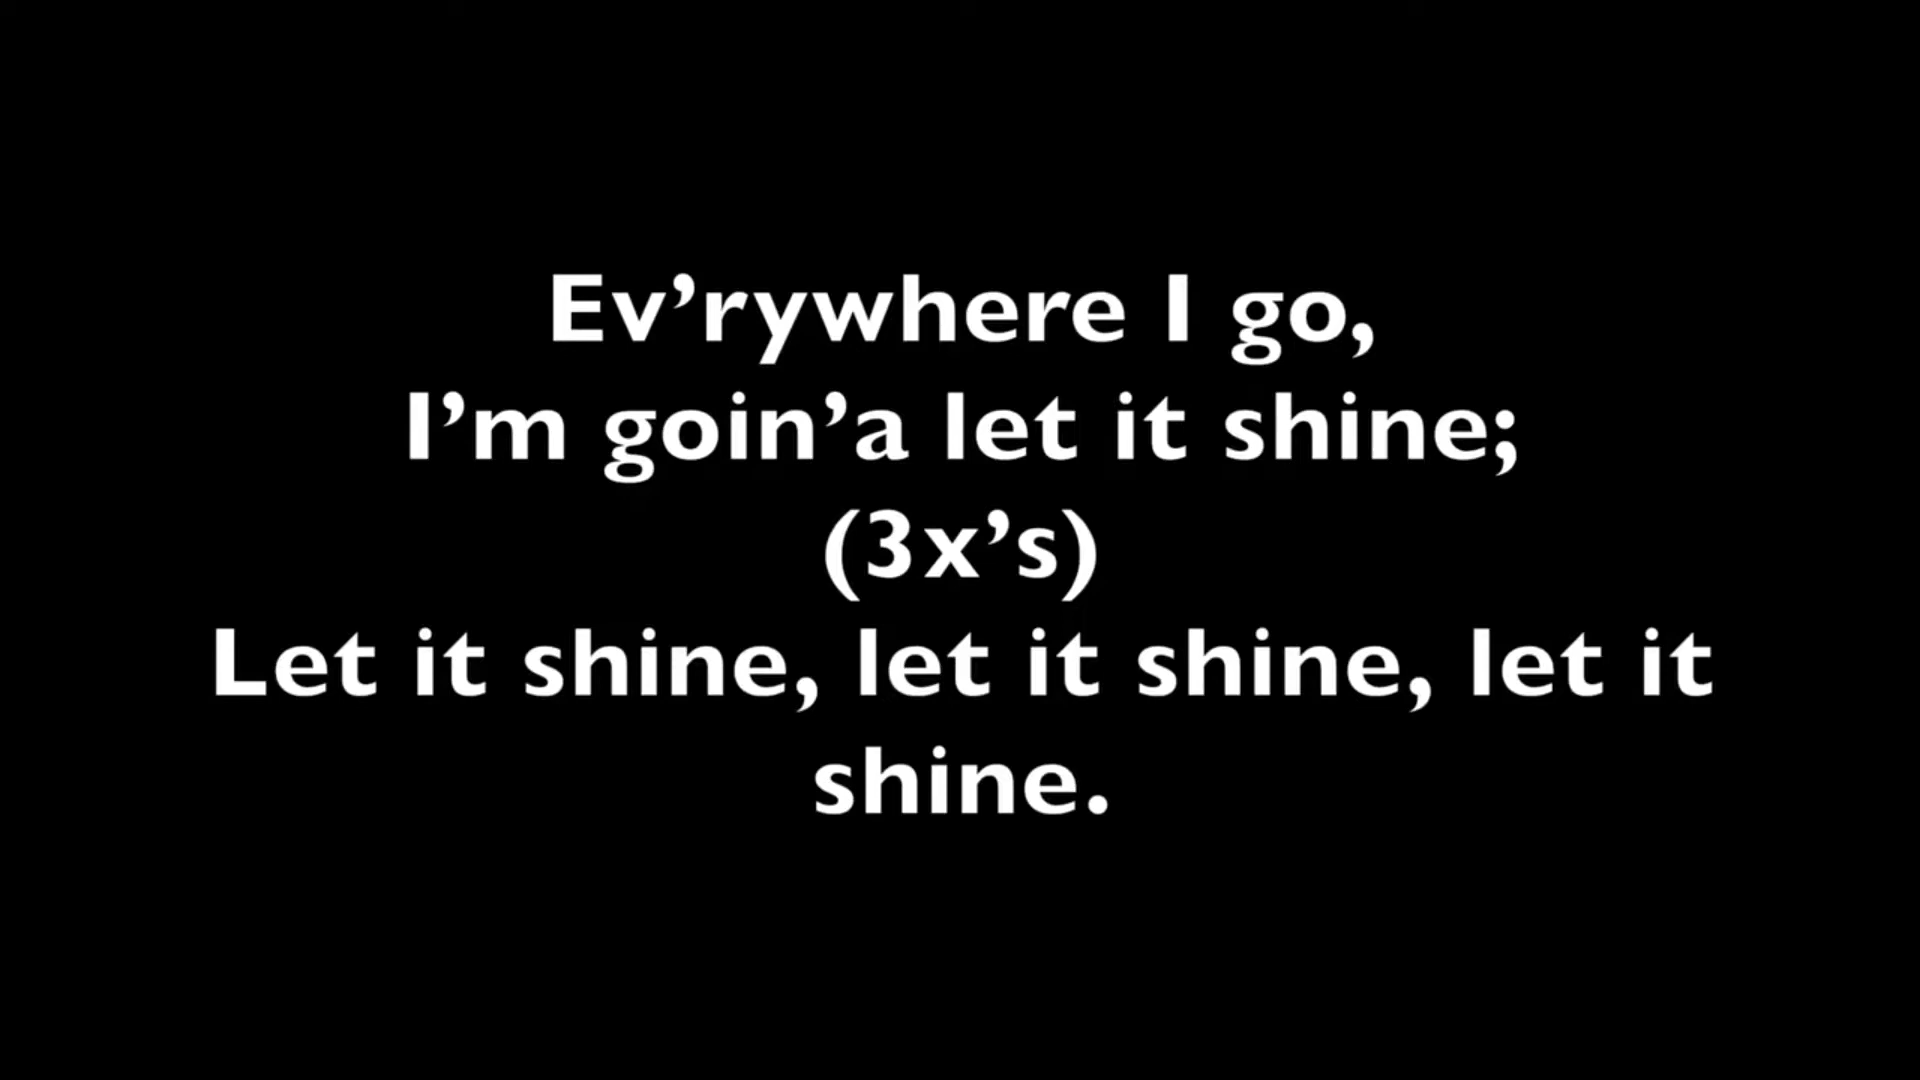 Ev’rywhere I go,
I’m goin’a let it shine;
(3x’s)
Let it shine, let it shine, let it
shine.